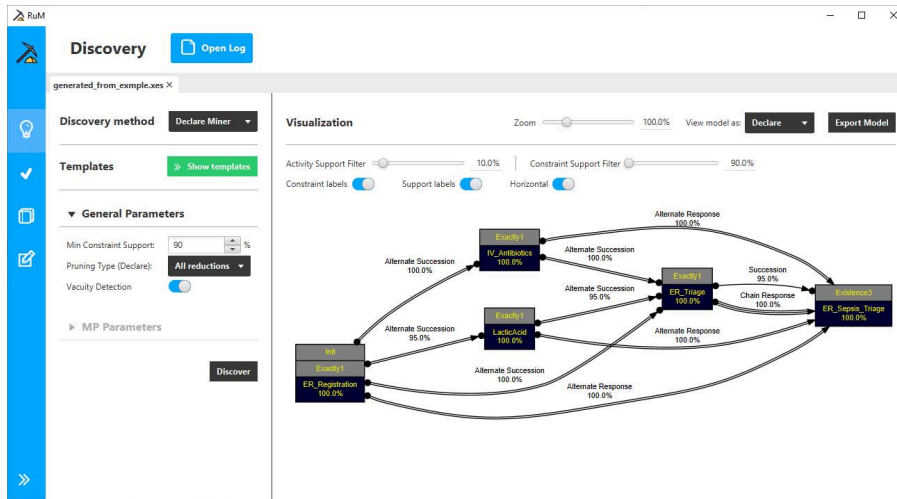 RuM
Discovery
Open Log
generated_from_exmple.xes ×
Discovery method
Declare Miner
Templates
Show templates
General Parameters
Min Constraint Support:
90
%
Pruning Type (Declare):
All reductions
Vacuity Detection
MP Parameters
Discover
Visualization
Zoom
100.0%
View model as:
Declare
Export Model
Activity Support Filter
10.0%
Constraint Support Filter
90.0%
Constraint labels
Support labels
Horizontal
Alternate Response
100.0%
Exactly1
IV_Antibiotics
100.0%
Alternate Succession
100.0%
Alternate Succession
100.0%
Exactly1
ER_Triage
100.0%
Succession
95.0%
Alternate Succession
95.0%
Chain Response
100.0%
Existence3
ER_Sepsis_Triage
100.0%
Exactly1
LacticAcid
100.0%
Alternate Succession
95.0%
Alternate Response
100.0%
Init
Exactly1
ER_Registration
100.0%
Alternate Succession
100.0%
Alternate Response
100.0%